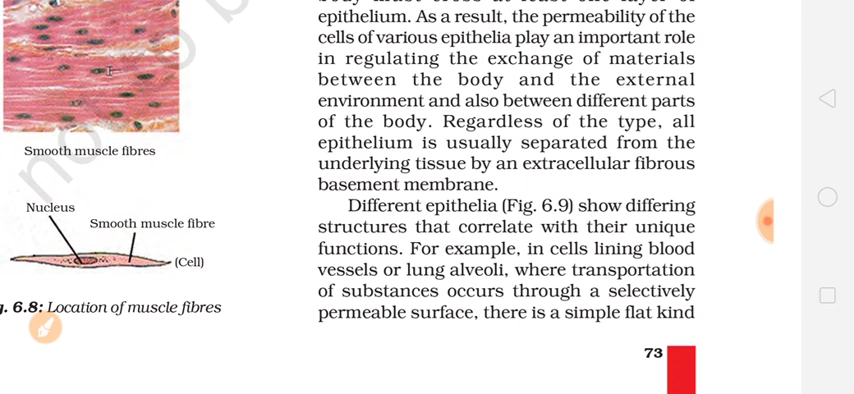 Smooth muscle fibres
Nucleus
Smooth muscle fibre
(Cell)
6.8: Location of muscle fibres
epithelium. As a result, the permeability of the
cells of various epithelia play an important role
in regulating the exchange of materials
between the body and the external
environment and also between different parts
of the body. Regardless of the type, all
epithelium is usually separated from the
underlying tissue by an extracellular fibrous
basement membrane.
Different epithelia (Fig. 6.9) show differing
structures that correlate with their unique
functions. For example, in cells lining blood
vessels or lung alveoli, where transportation
of substances occurs through a selectively
permeable surface, there is a simple flat kind
73